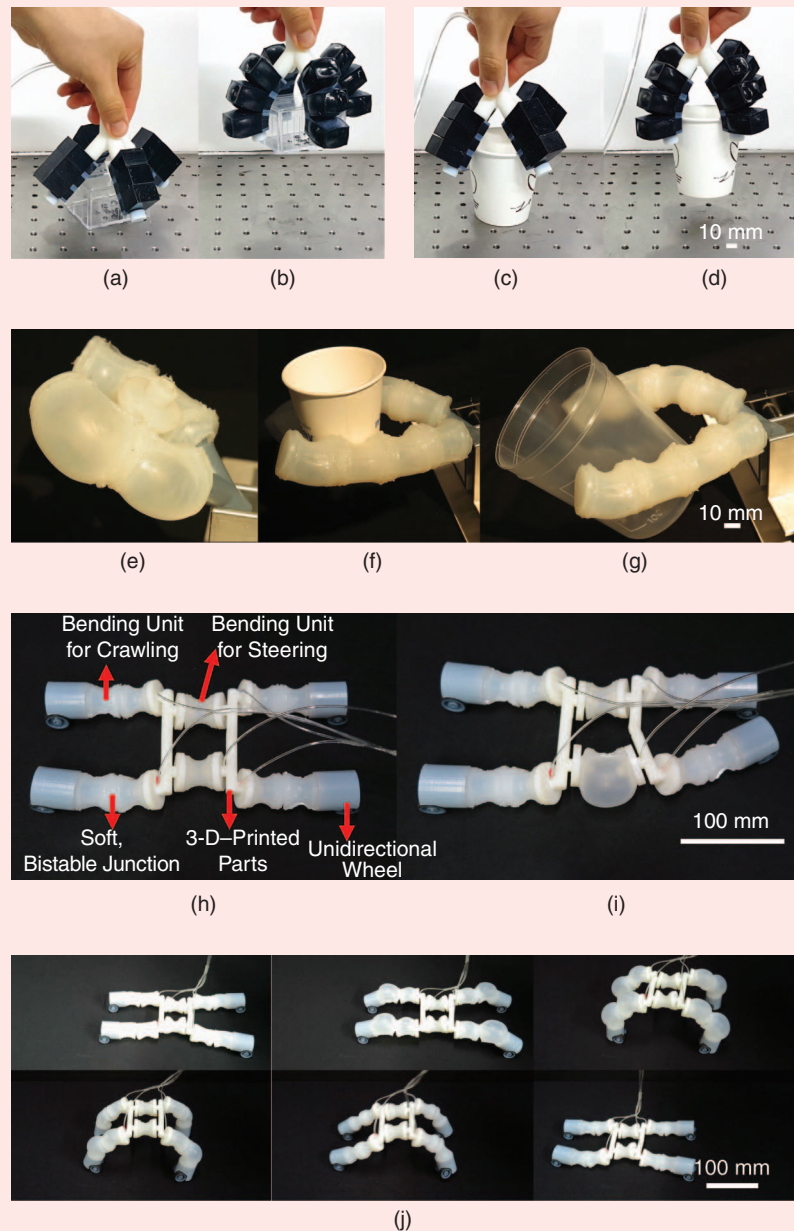 10 mm
(a)
(b)
(c)
(d)
10 mm
(e)
(f)
(g)
Bending Unit
for Crawling
Bending Unit
for Steering
Soft,
Bistable Junction
3-D–Printed
Parts
Unidirectional
Wheel
100 mm
(h)
(i)
100 mm
(j)